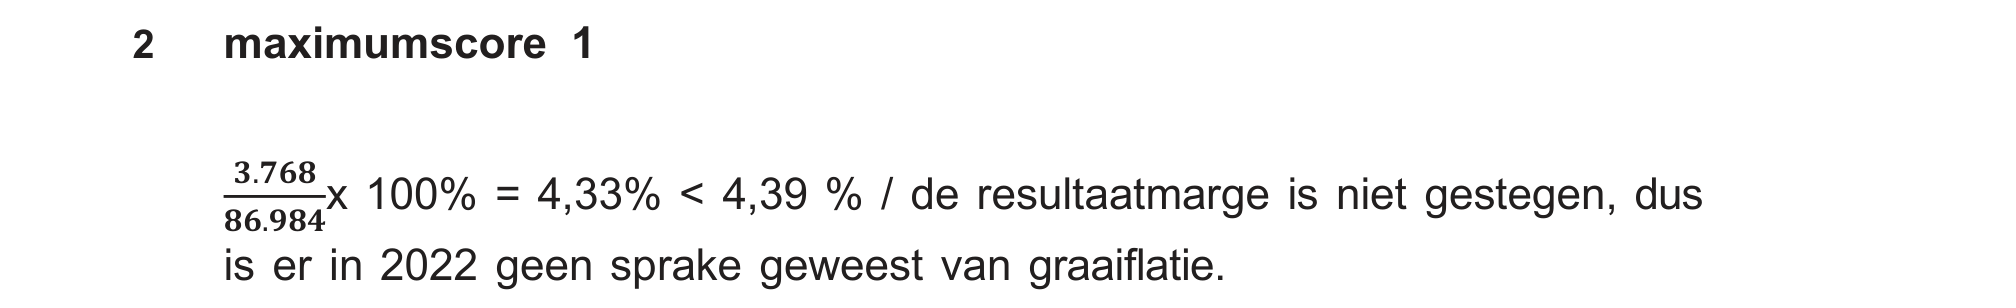 2 maximumscore 1
3.768
86.984
x 100% = 4,33% < 4,39 % / de resultaatmarge is niet gestegen, dus
is er in 2022 geen sprake geweest van graaiflatie.